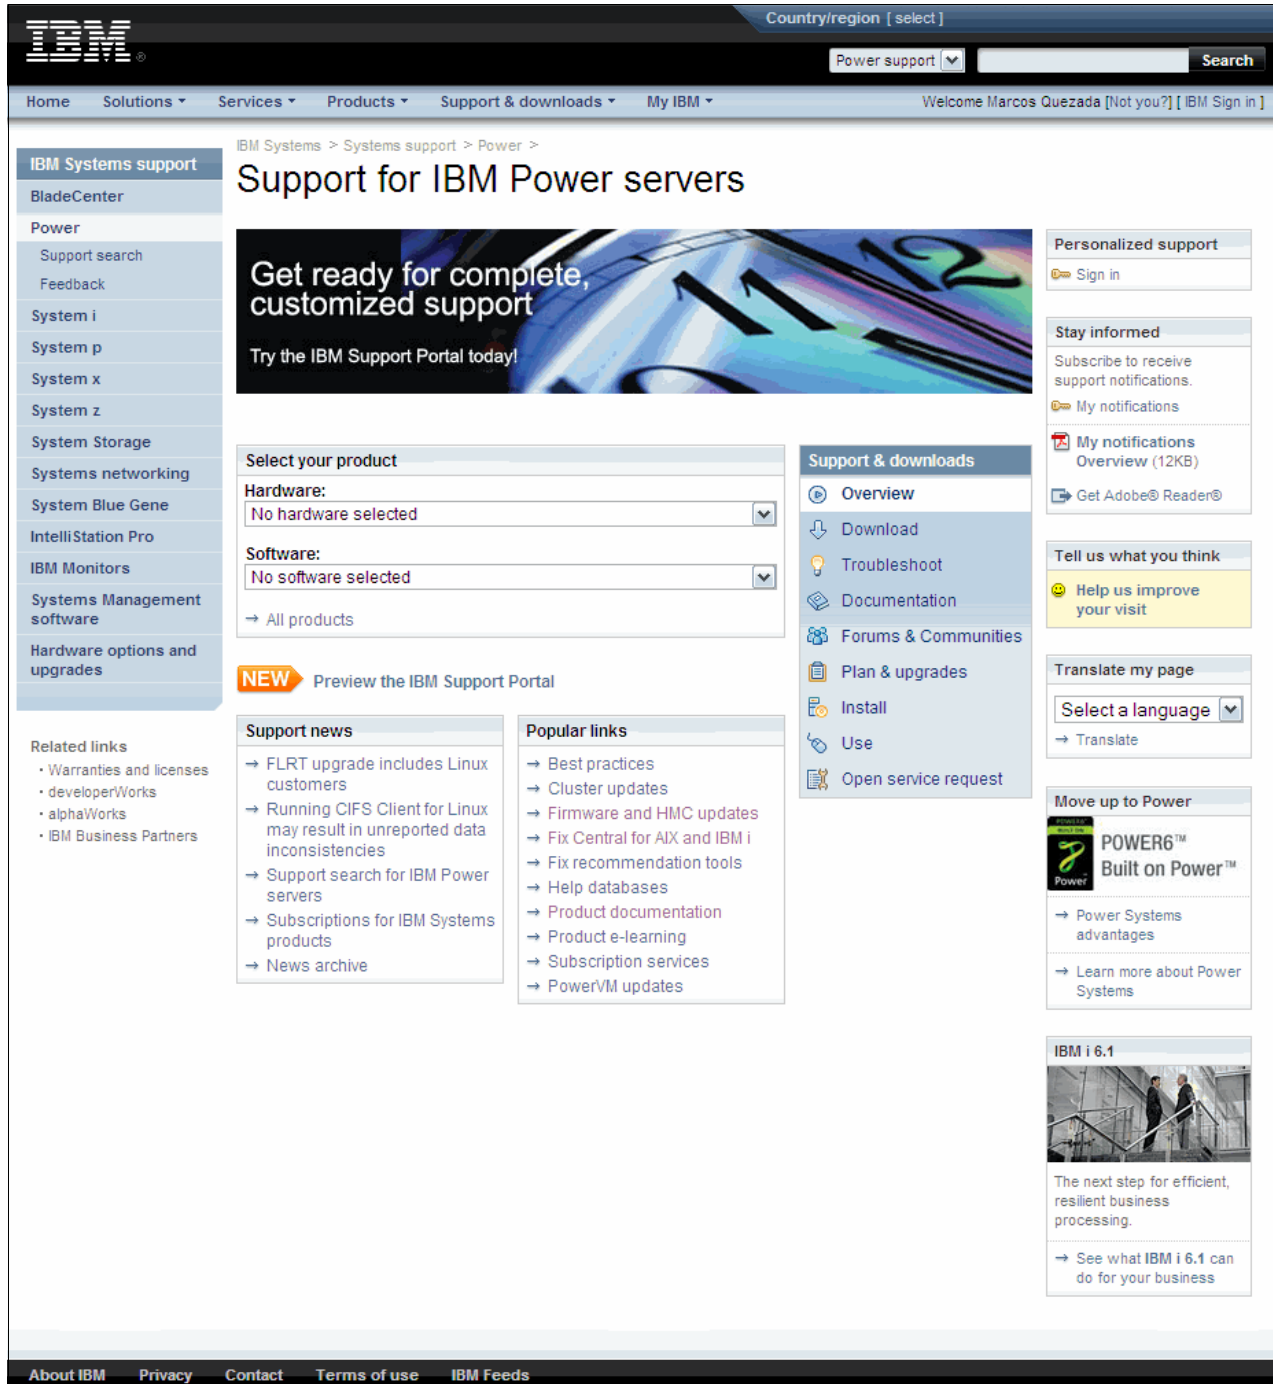 Country/region [ select ]
IBM ®
Power support
Search
Home Solutions Services Products Support & downloads My IBM
Welcome Marcos Quezada [Not you?] [ IBM Sign in ]
IBM Systems support
BladeCenter
Power
Support search
Feedback
System i
System p
System x
System z
System Storage
Systems networking
System Blue Gene
IntelliStation Pro
IBM Monitors
Systems Management
software
Hardware options and
upgrades
Related links
• Warranties and licenses
• developerWorks
• alphaWorks
• IBM Business Partners
IBM Systems > Systems support > Power >
Support for IBM Power servers
Get ready for complete,
customized support
Try the IBM Support Portal today!
11 12
10
Select your product
Hardware:
No hardware selected
Software:
No software selected
→ All products
NEW Preview the IBM Support Portal
Support news
→ FLRT upgrade includes Linux
customers
→ Running CIFS Client for Linux
may result in unreported data
inconsistencies
→ Support search for IBM Power
servers
→ Subscriptions for IBM Systems
products
→ News archive
Popular links
→ Best practices
→ Cluster updates
→ Firmware and HMC updates
→ Fix Central for AIX and IBM i
→ Fix recommendation tools
→ Help databases
→ Product documentation
→ Product e-learning
→ Subscription services
→ PowerVM updates
Support & downloads
Overview
Download
Troubleshoot
Documentation
Forums & Communities
Plan & upgrades
Install
Use
Open service request
Personalized support
Sign in
Stay informed
Subscribe to receive
support notifications.
My notifications
My notifications
Overview (12KB)
Get Adobe® Reader®
Tell us what you think
Help us improve
your visit
Translate my page
Select a language
→ Translate
Move up to Power
POWER6™
BUILT ON POWER
Power
POWER6™
Built on Power™
→ Power Systems
advantages
→ Learn more about Power
Systems
IBM i 6.1
The next step for efficient,
resilient business
processing.
→ See what IBM i 6.1 can
do for your business
About IBM Privacy Contact Terms of use IBM Feeds